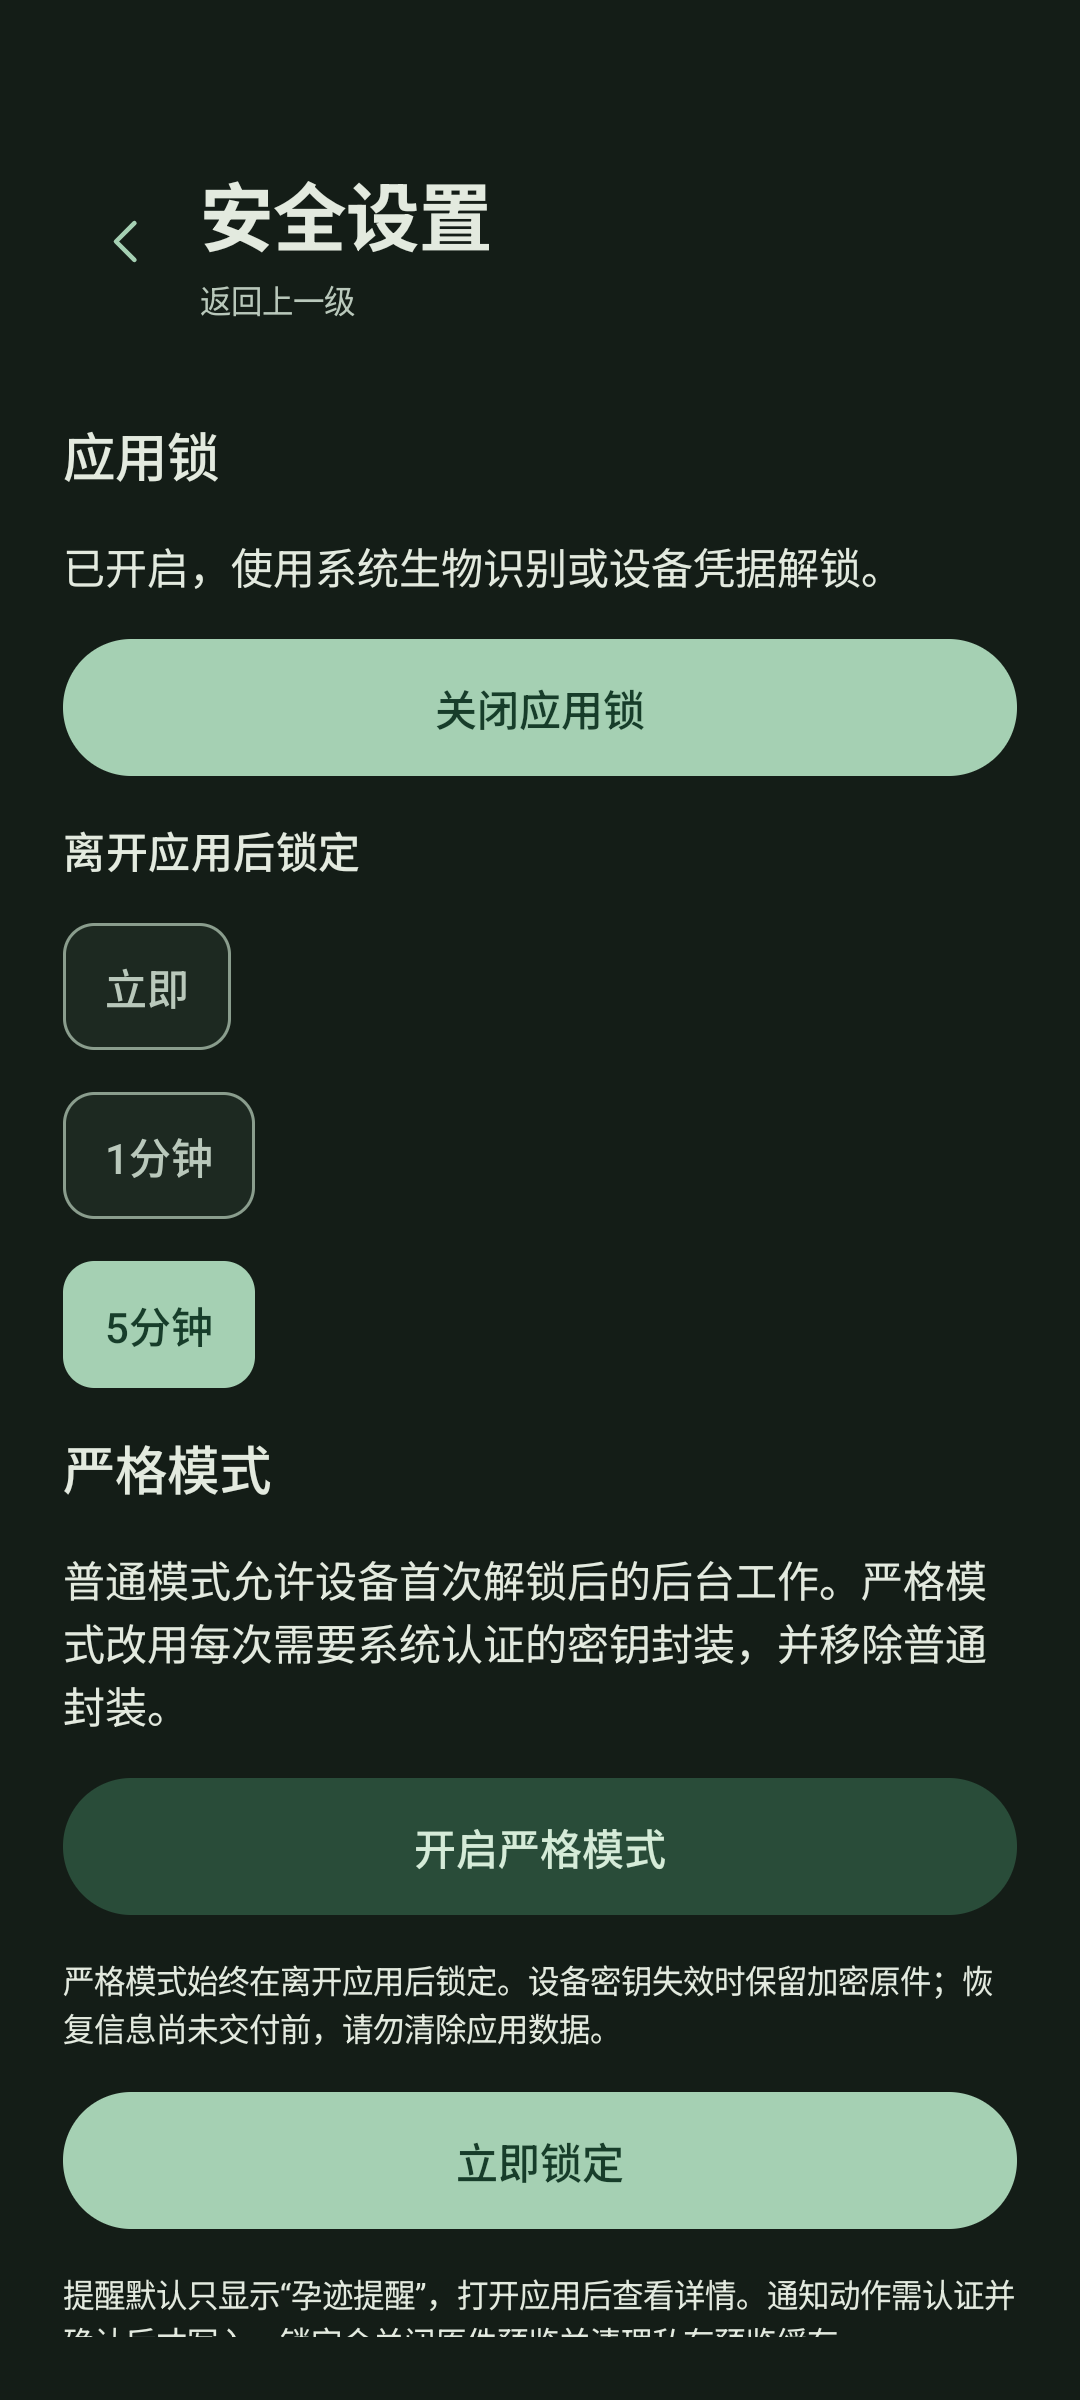 安全设置
返回上一级
应用锁
已开启，使用系统生物识别或设备凭据解锁。
关闭应用锁
离开应用后锁定
立即
1分钟
5分钟
严格模式
普通模式允许设备首次解锁后的后台工作。严格模
式改用每次需要系统认证的密钥封装，并移除普通
封装。
开启严格模式
严格模式始终在离开应用后锁定。设备密钥失效时保留加密原件；恢
复信息尚未交付前，请勿清除应用数据。
立即锁定
提醒默认只显示“孕迹提醒”，打开应用后查看详情。通知动作需认证并